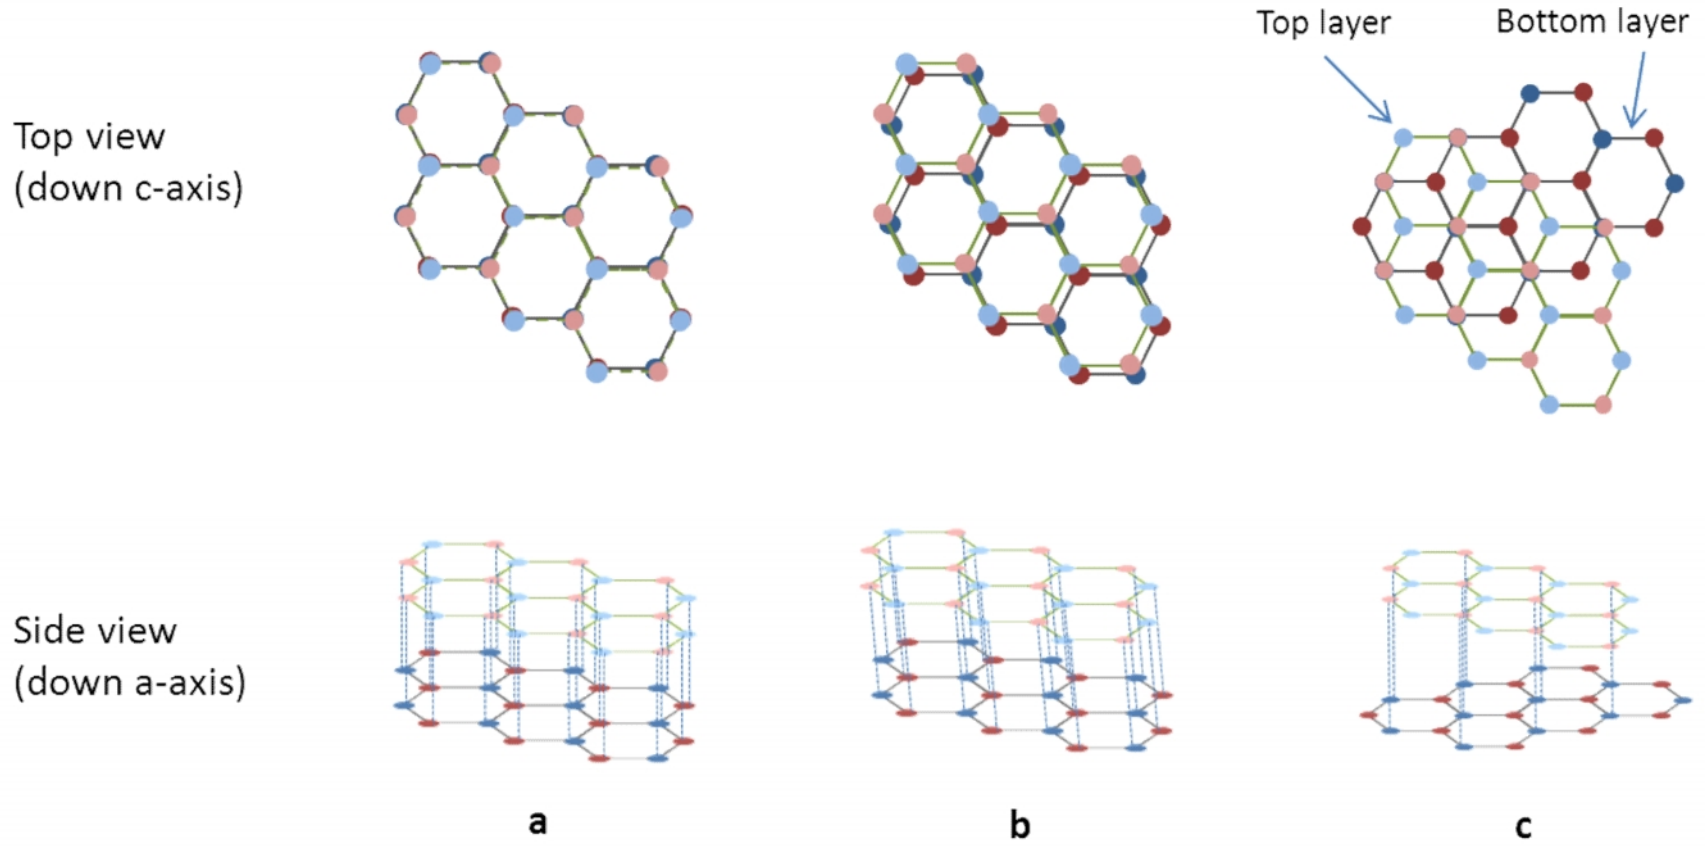 Top layer
Bottom layer
Top view
(down c-axis)
Side view
(down a-axis)
a
b
c